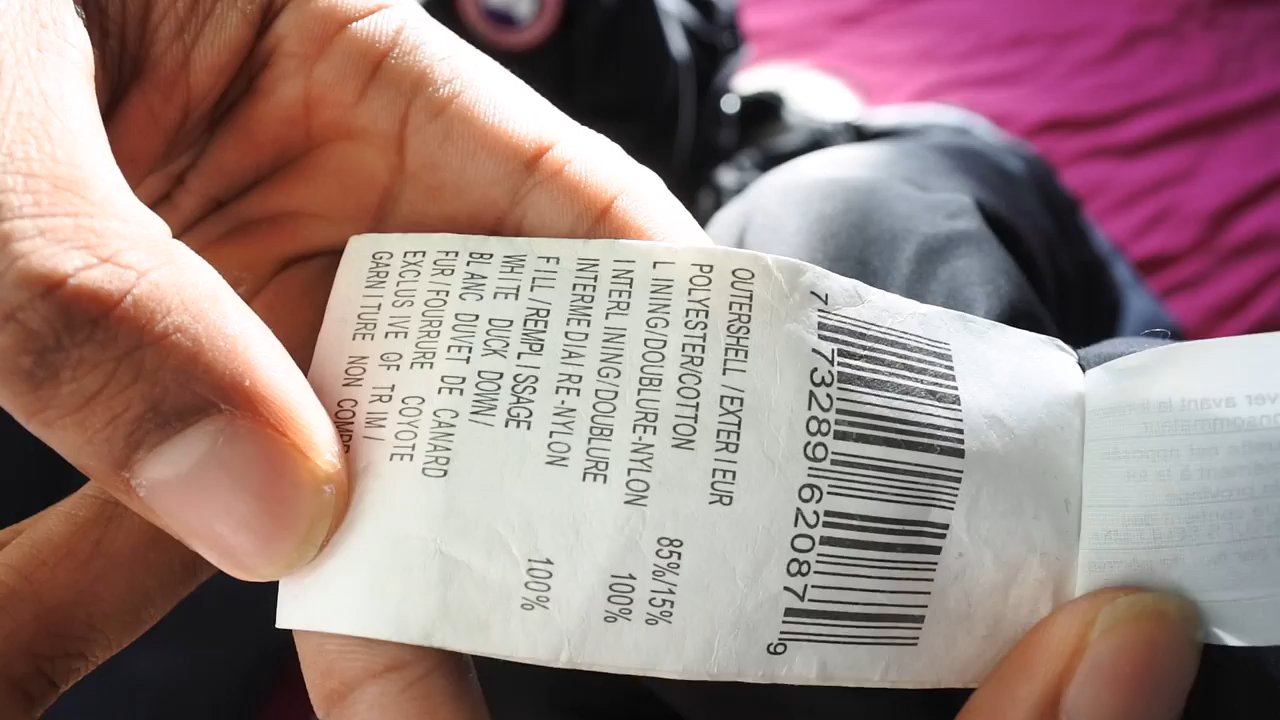 7 73289 62087 9
OUTERSHELL/EXTERIEUR
POLYESTER/COTTON 85%/15%
LINING/DOUBLURE-NYLON 100%
INTERLINING/DOUBLURE
INTERMEDIAIRE-NYLON
FILL/REMPLISSAGE 100%
WHITE DUCK DOWN/
BLANC DUVET DE CANARD
FUR/FOURRURE COYOTE
EXCLUSIVE OF TRIM/
GARNITURE NON COMPR